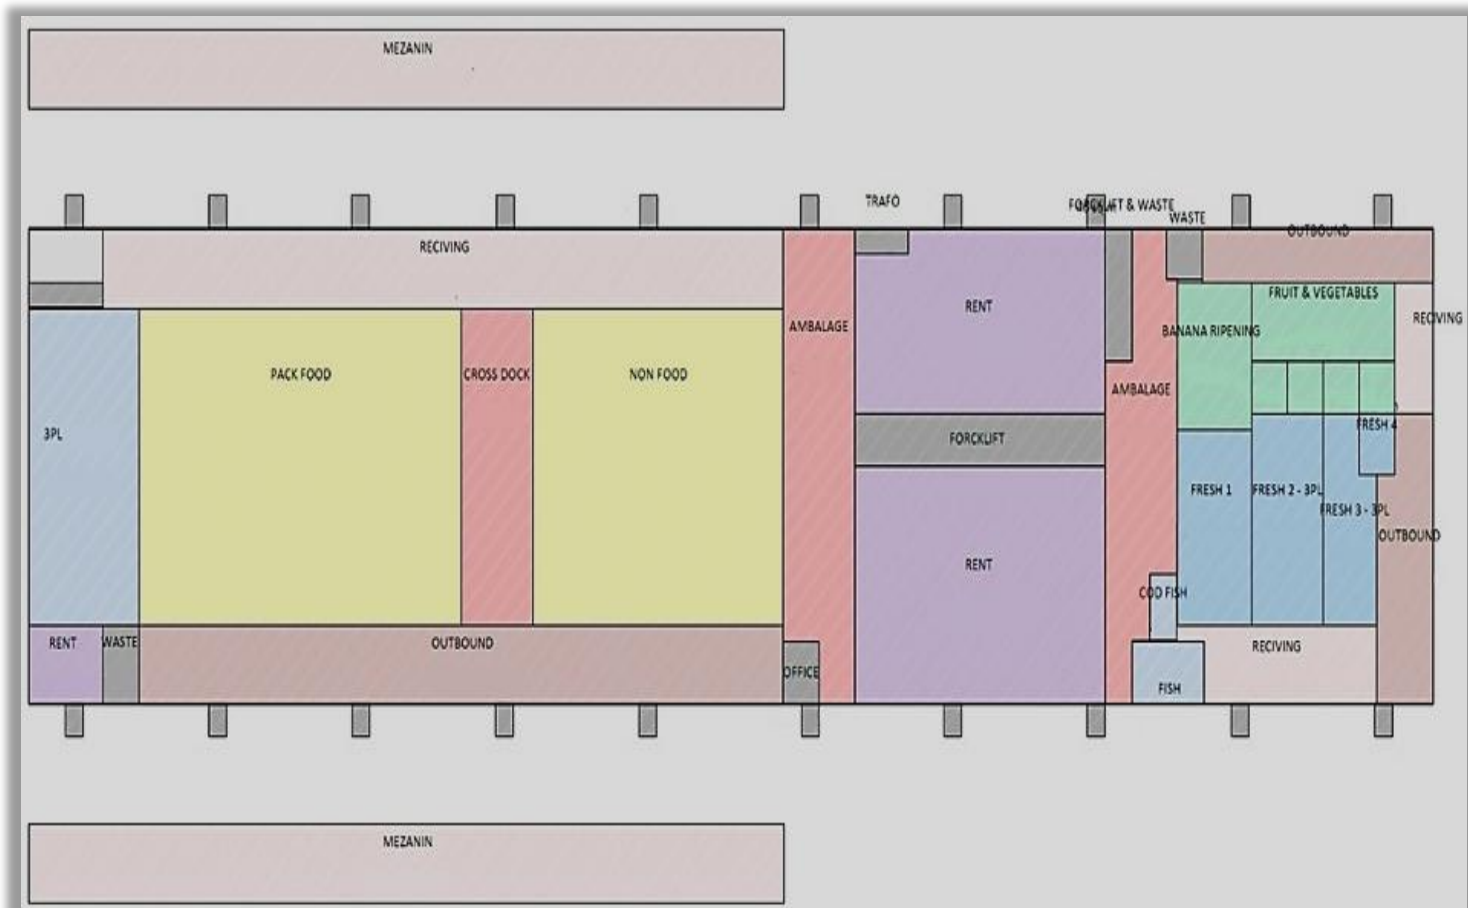 MEZANIN
TRAFO
FORCKLIFT & WASTE
WASTE
OUTBOUND
RECIVING
FRUIT & VEGETABLES
RENT
RECIVING
AMBALAGE
BANANA RIPENING
PACK FOOD
CROSS DOCK
NON FOOD
AMBALAGE
3PL
FORCKLIFT
FRESH 4
FRESH 1
FRESH 2 - 3PL
FRESH 3 - 3PL
OUTBOUND
RENT
COD FISH
RENT
WASTE
OUTBOUND
RECIVING
OFFICE
FISH
MEZANIN